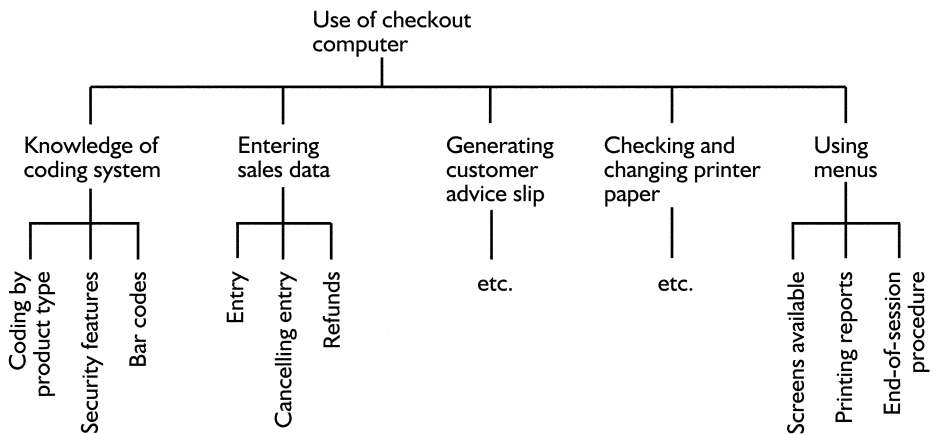 Use of checkout
computer
Knowledge of
coding system
Entering
sales data
Generating
customer
advice slip
Checking and
changing printer
paper
Using
menus
Coding by
product type
Security features
Bar codes
Entry
Cancelling entry
Refunds
etc.
etc.
Screens available
Printing reports
End-of-session
procedure